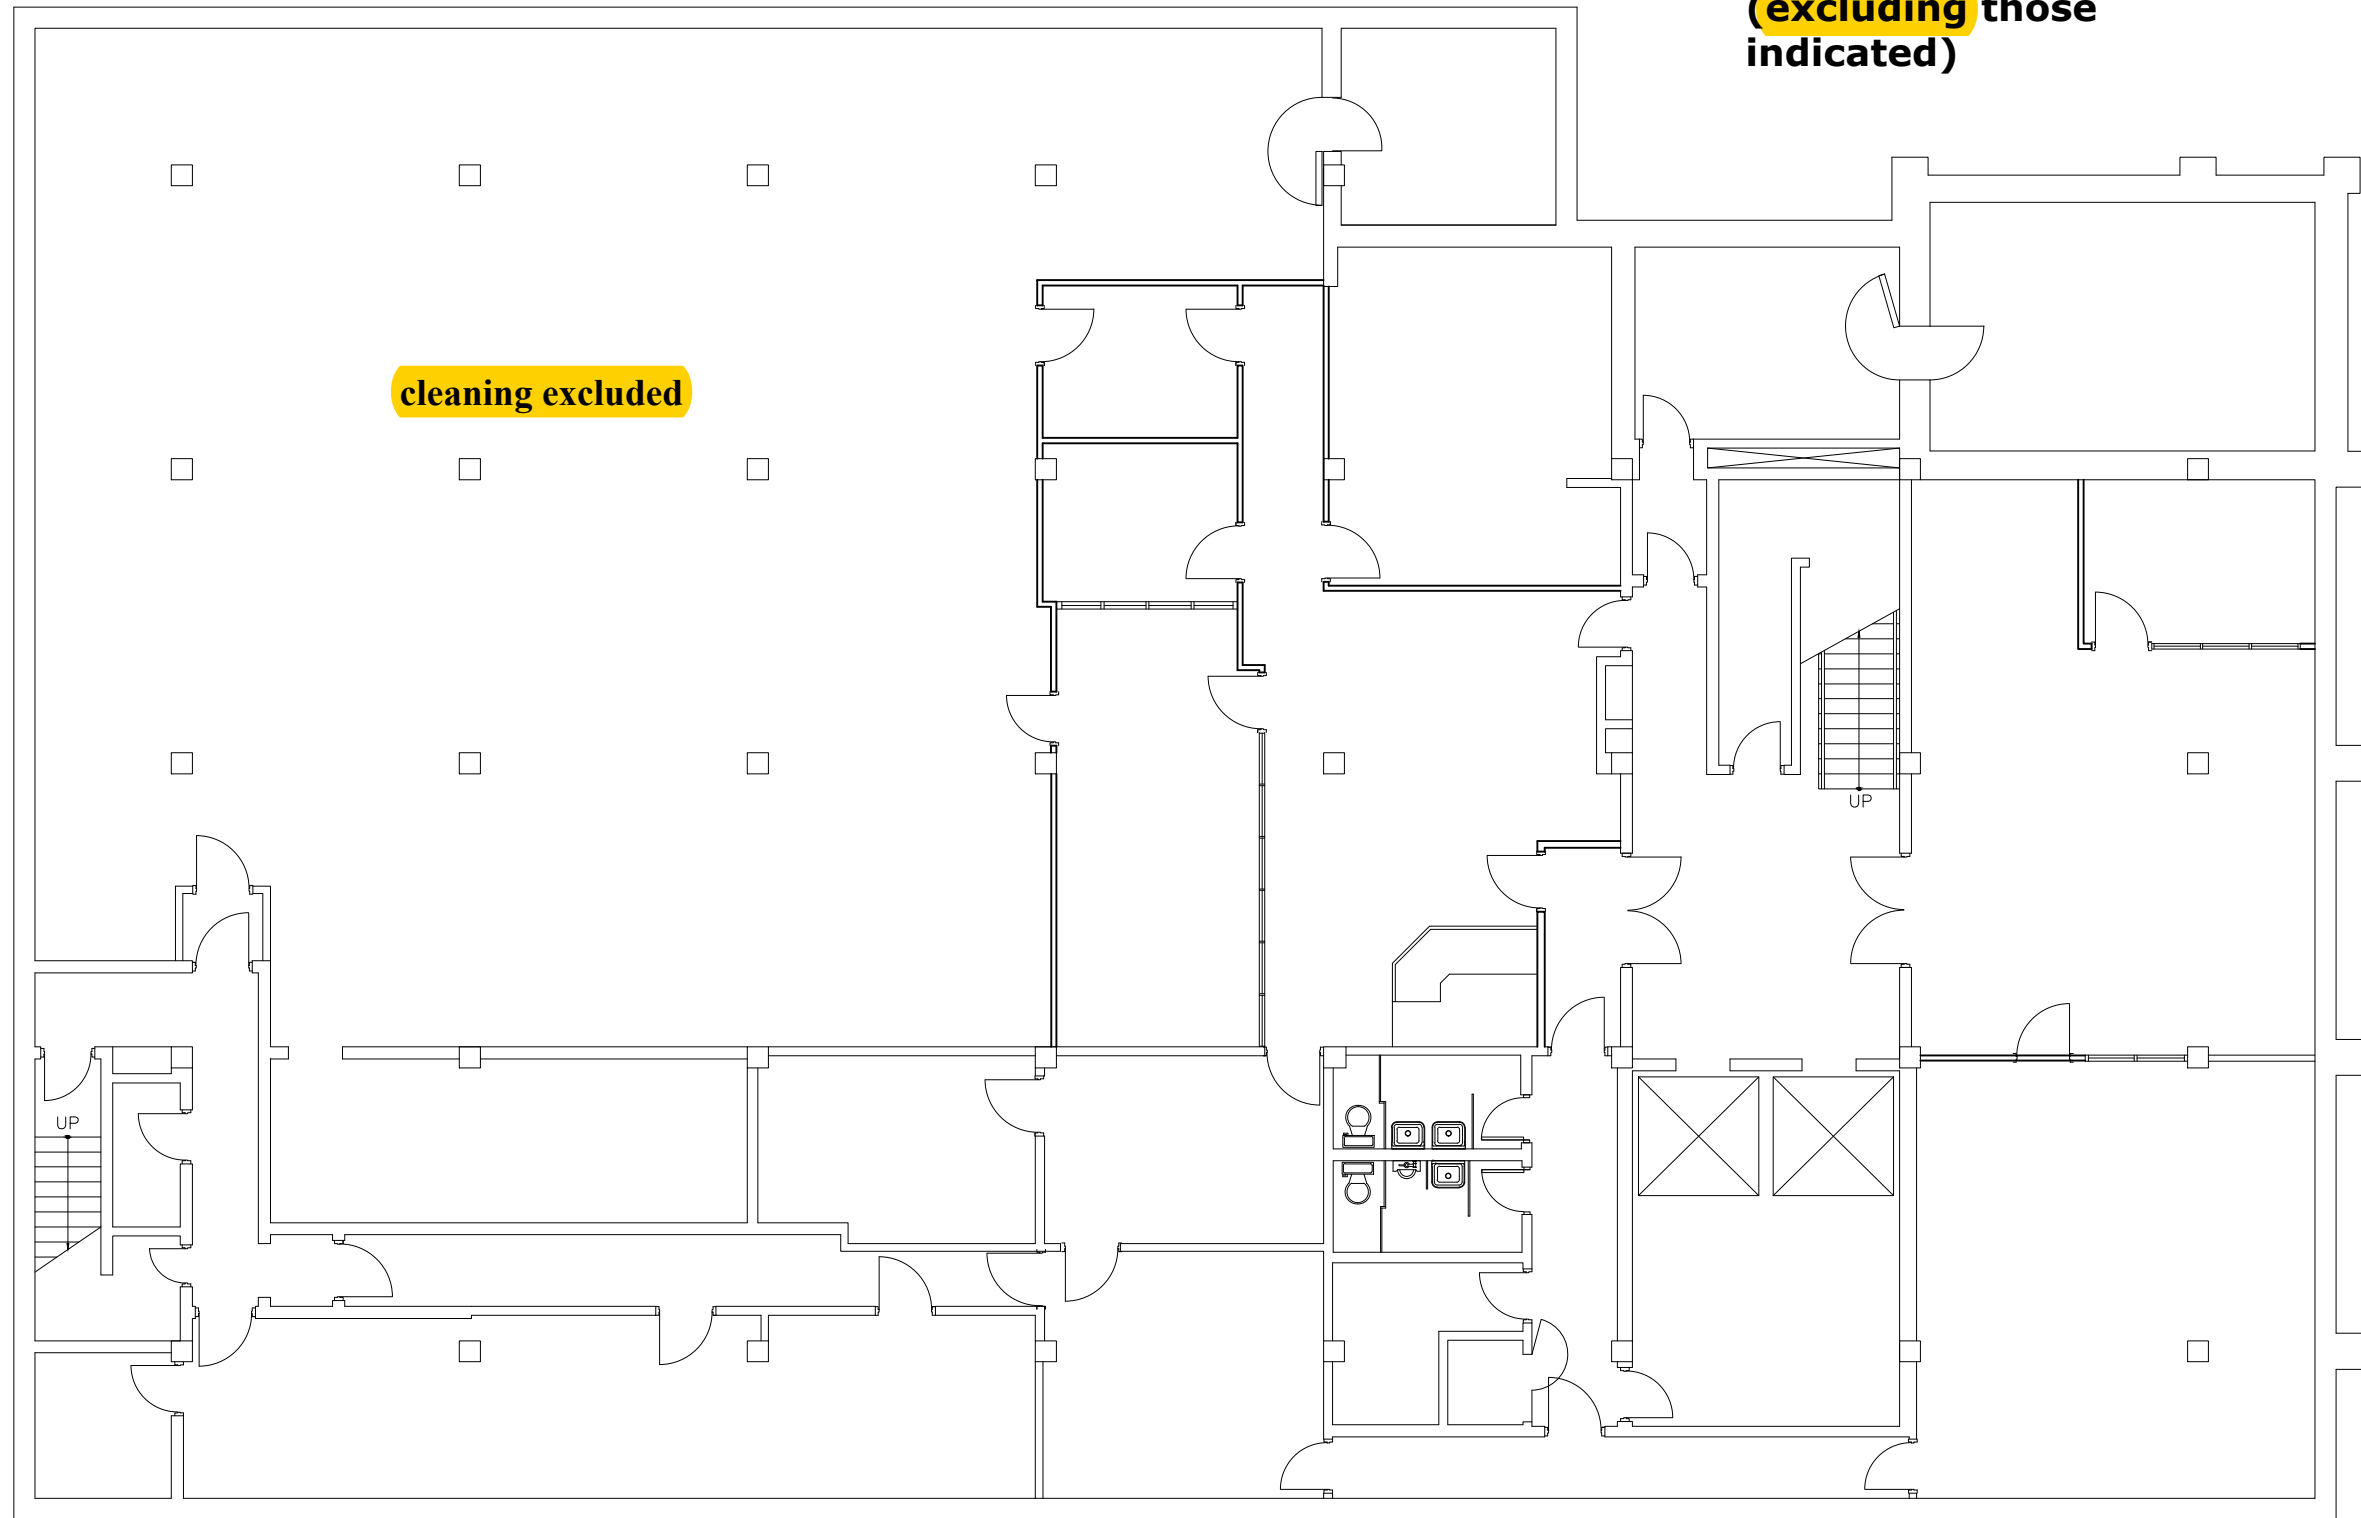 (excluding those
indicated)
cleaning excluded
UP
UP